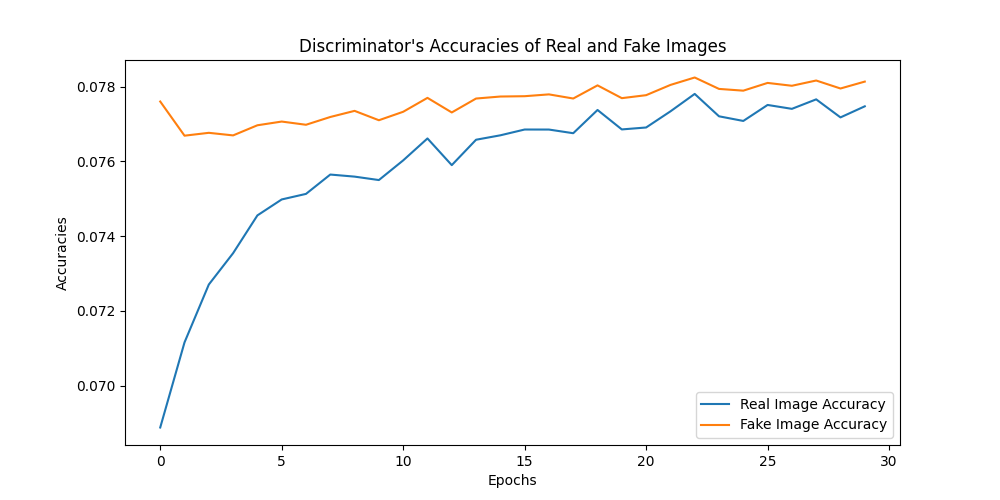 Discriminator's Accuracies of Real and Fake Images
Accuracies
0.078
0.076
0.074
0.072
0.070
0 5 10 15 20 25 30
Epochs
Real Image Accuracy
Fake Image Accuracy